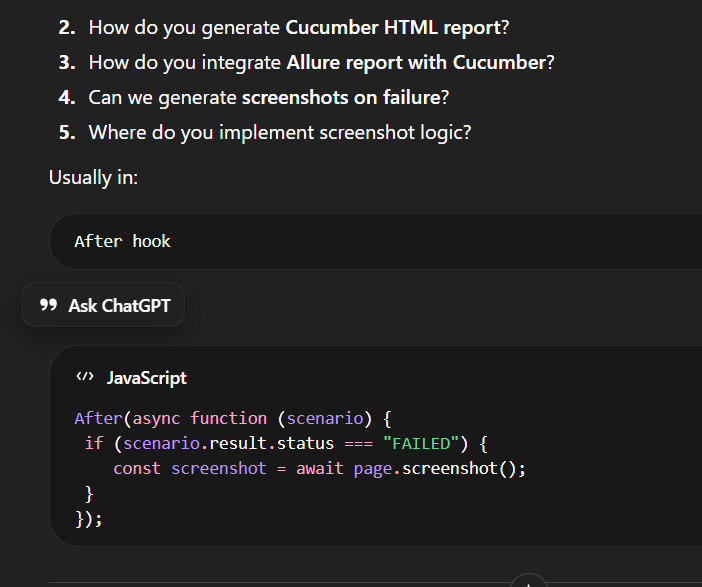 2. How do you generate Cucumber HTML report?
3. How do you integrate Allure report with Cucumber?
4. Can we generate screenshots on failure?
5. Where do you implement screenshot logic?
Usually in:
After hook
Ask ChatGPT
JavaScript
After(async function (scenario) {
 if (scenario.result.status === "FAILED") {
    const screenshot = await page.screenshot();
 }
});